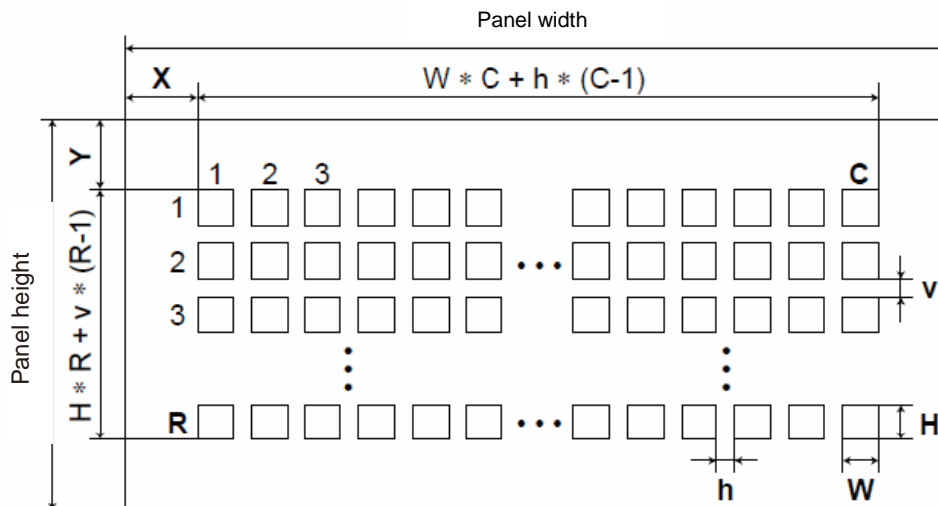 Panel width
X
W * C + h * (C-1)
Y
1 2 3 C
1
2
3
R
v
H
h
W
Panel height
H * R + v * (R-1)